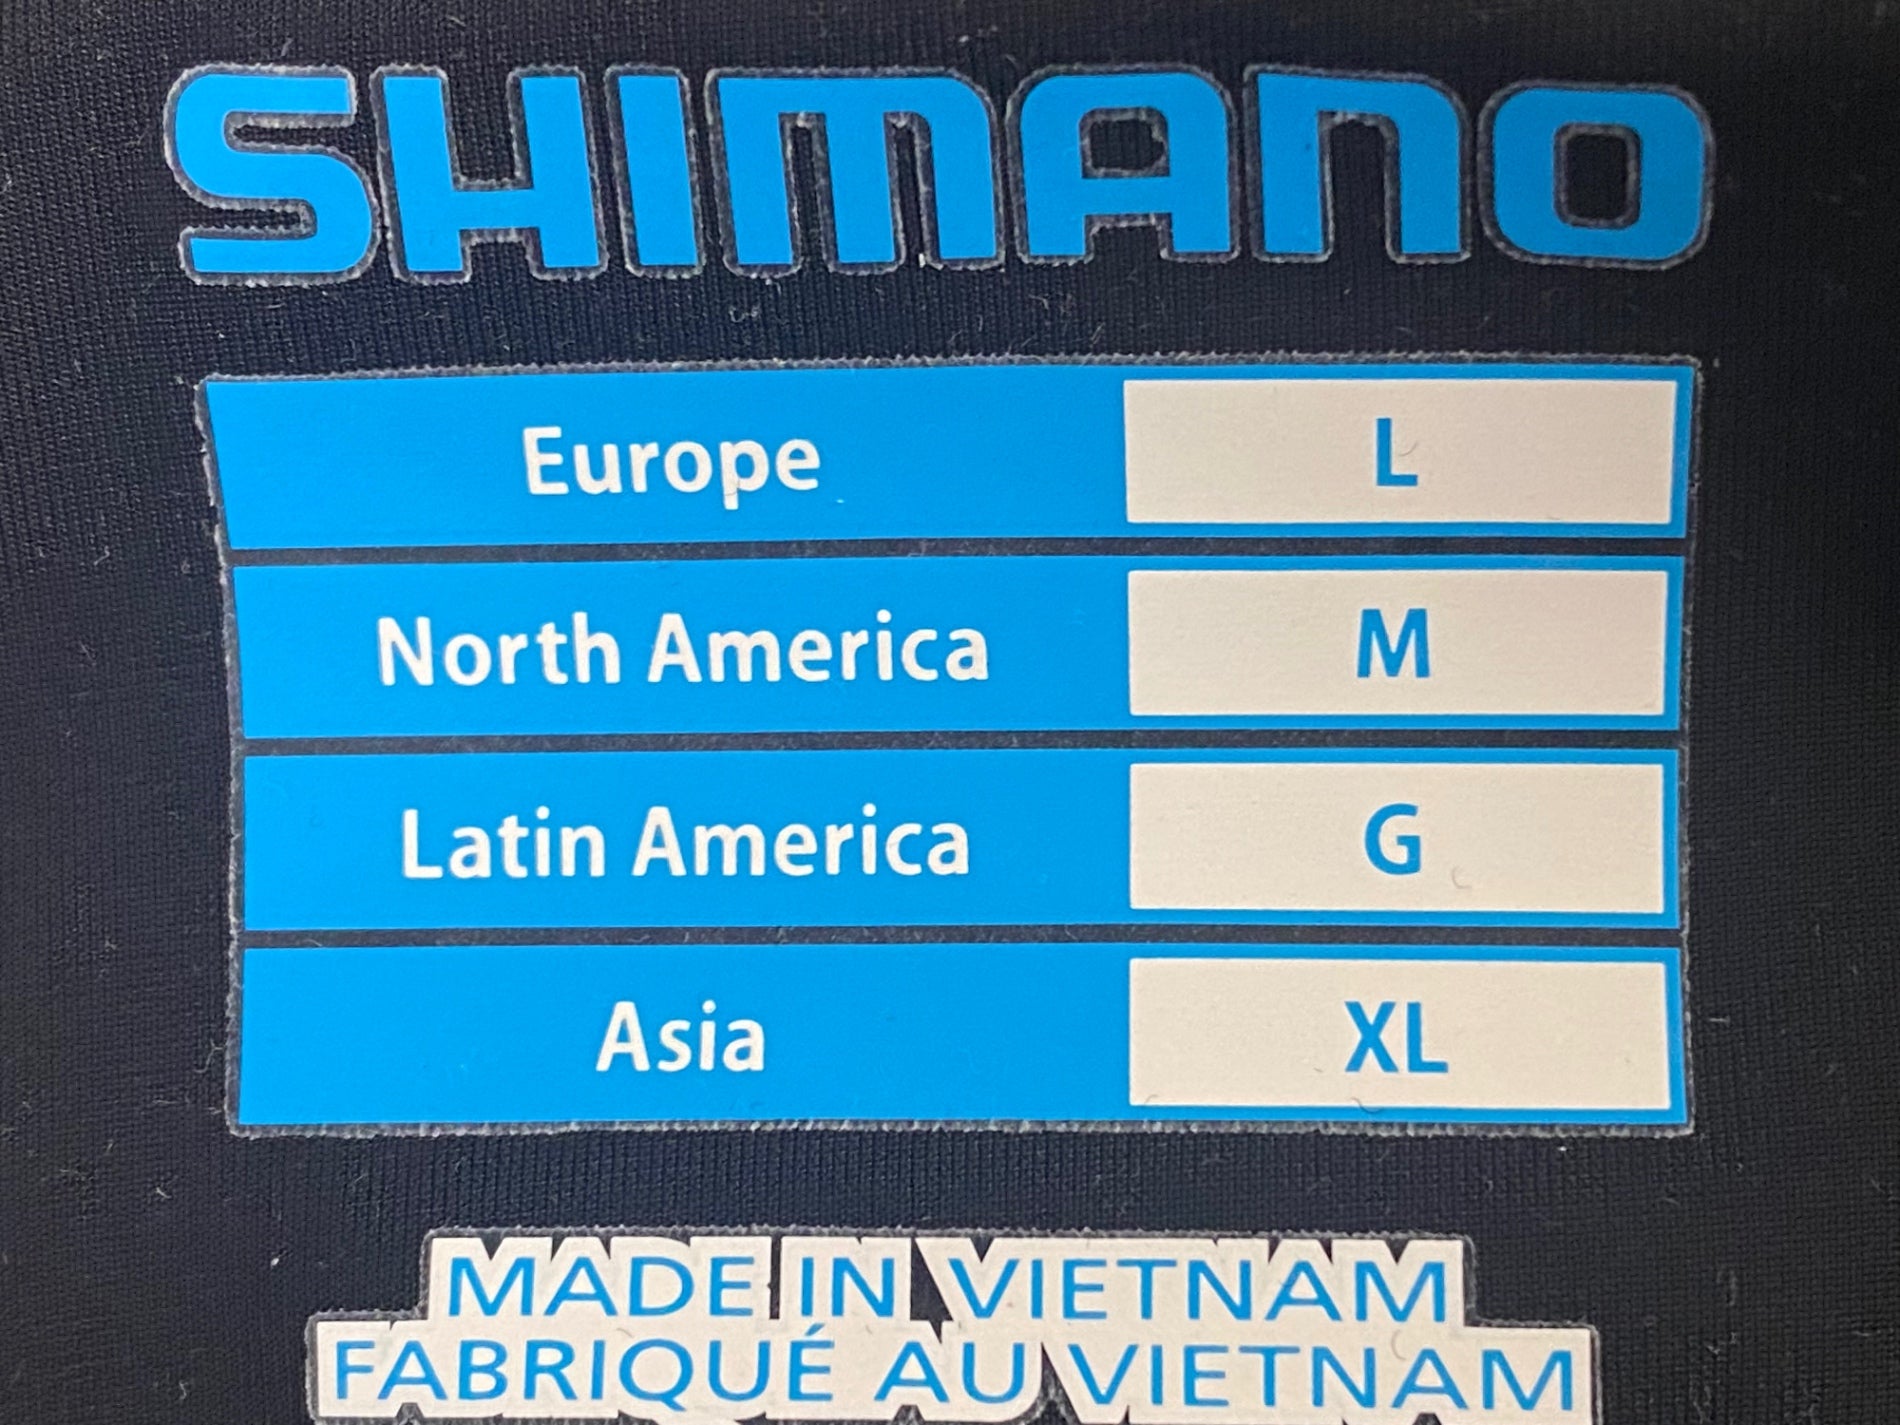 SHIMANO
Europe L
North America M
Latin America G
Asia XL
MADE IN VIETNAM
FABRIQUÉ AU VIETNAM